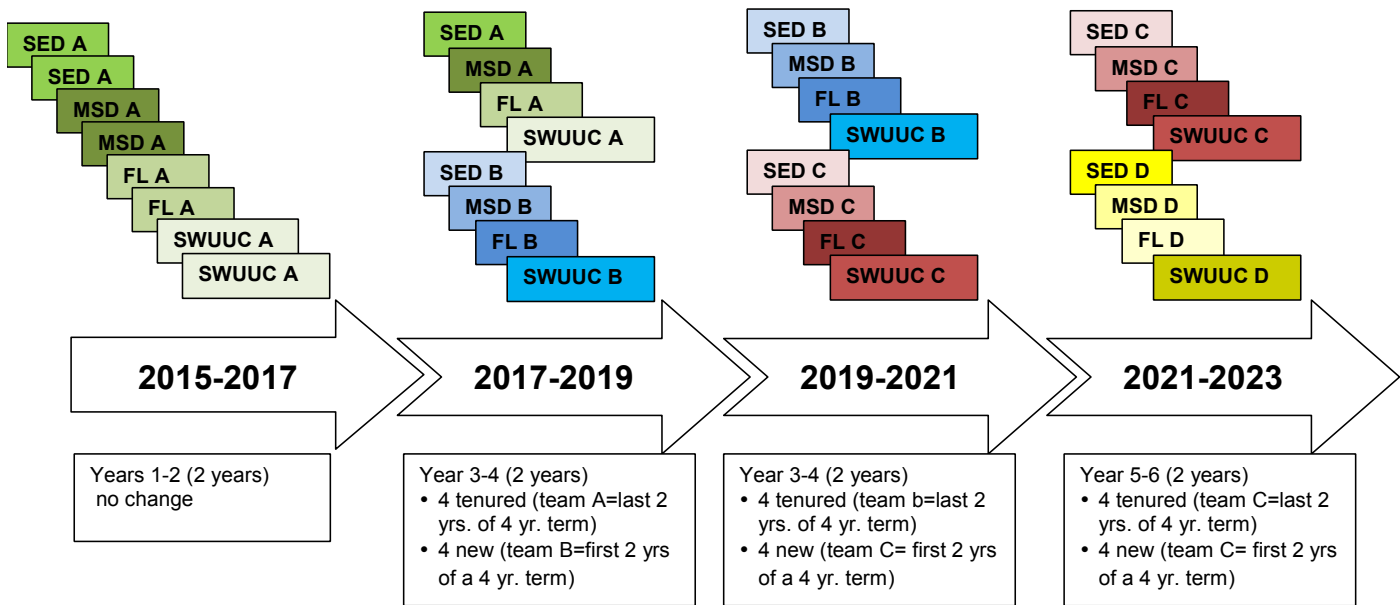 SED A
SED A
MSD A
MSD A
FL A
FL A
SWUUC A
SWUUC A
SED A
MSD A
FL A
SWUUC A
SED B
MSD B
FL B
SWUUC B
SED B
MSD B
FL B
SWUUC B
SED C
MSD C
FL C
SWUUC C
SED C
MSD C
FL C
SWUUC C
SED D
MSD D
FL D
SWUUC D
2015-2017
2017-2019
2019-2021
2021-2023
Years 1-2 (2 years)
no change
Year 3-4 (2 years)
• 4 tenured (team A=last 2
yrs. of 4 yr. term)
• 4 new (team B=first 2 yrs
of a 4 yr. term)
Year 3-4 (2 years)
• 4 tenured (team b=last 2
yrs. of 4 yr. term)
• 4 new (team C= first 2 yrs
of a 4 yr. term)
Year 5-6 (2 years)
• 4 tenured (team C=last 2
yrs. of 4 yr. term)
• 4 new (team C= first 2 yrs
of a 4 yr. term)